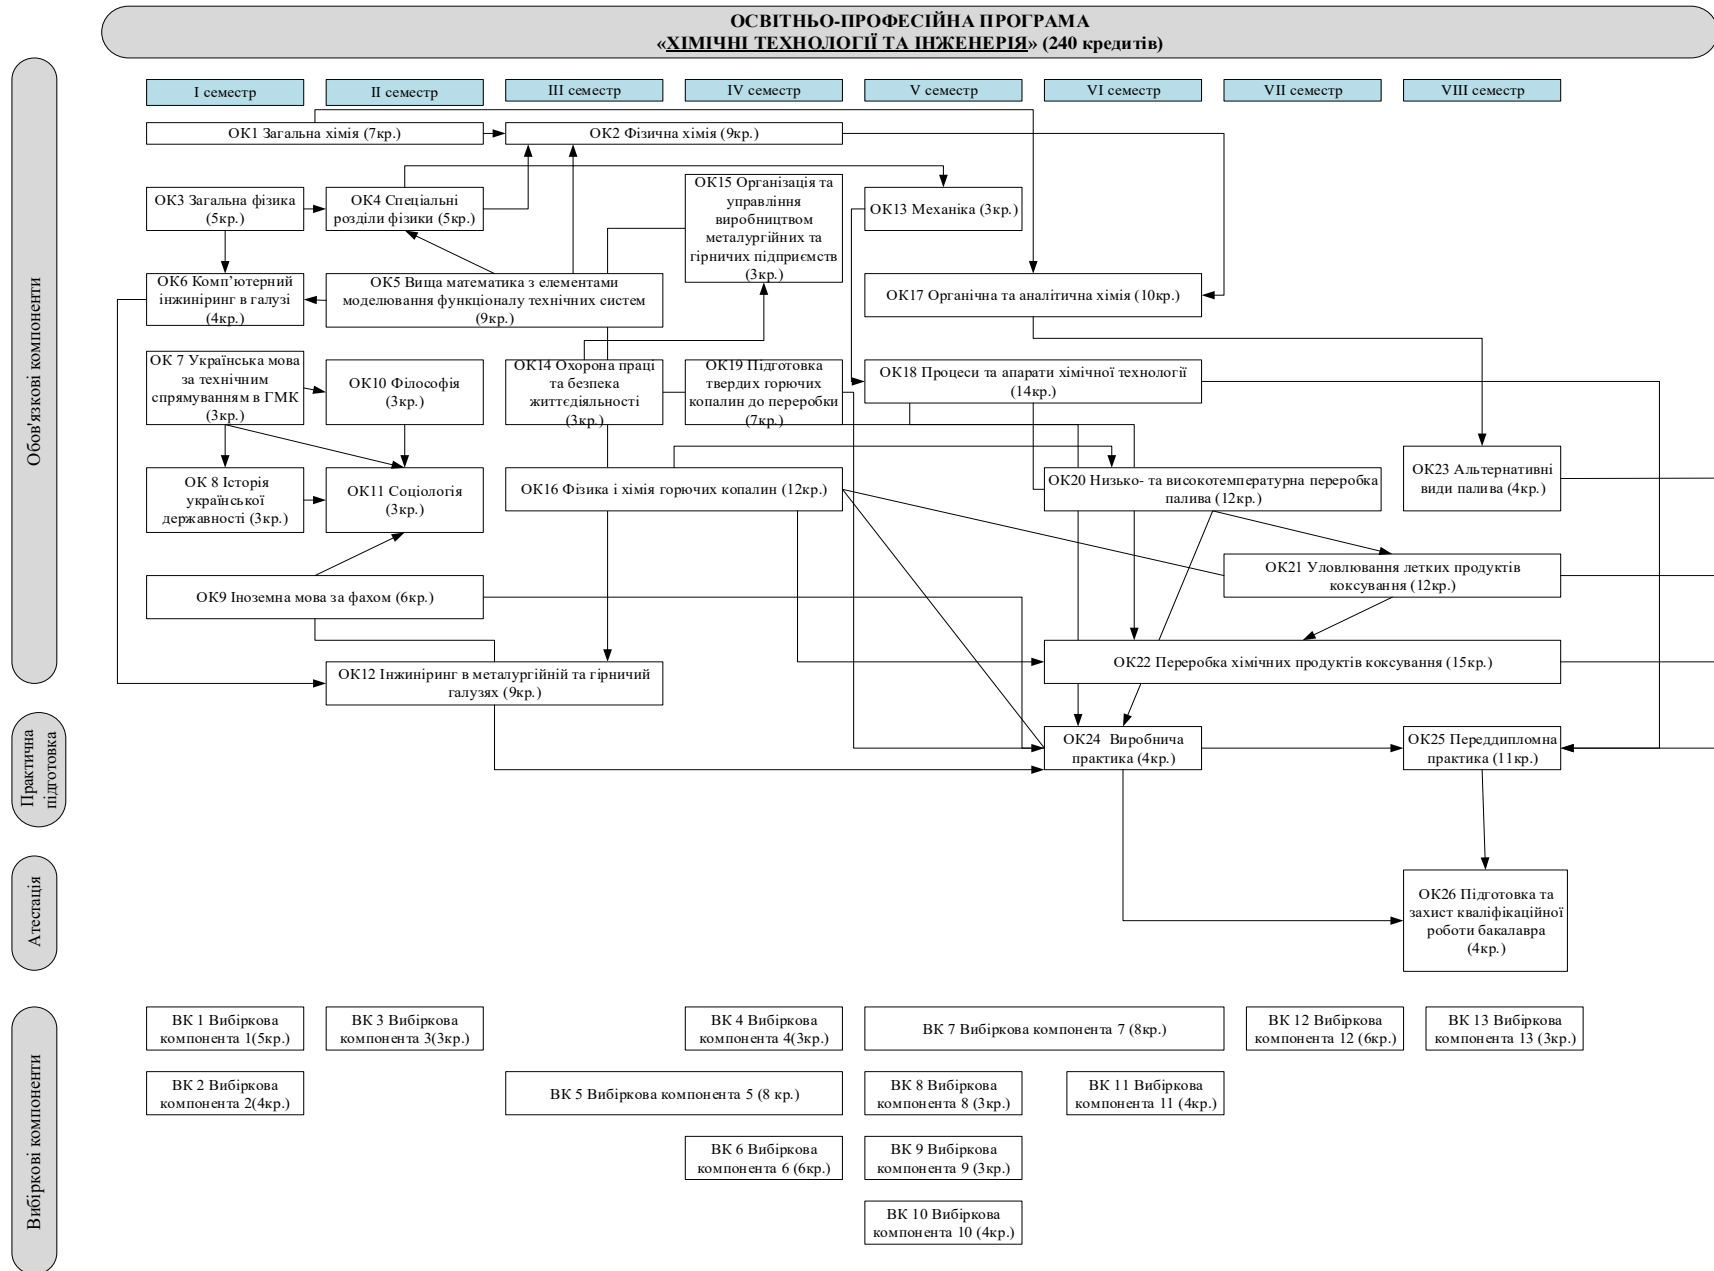 ОСВІТНЬО-ПРОФЕСІЙНА ПРОГРАМА
«ХІМІЧНІ ТЕХНОЛОГІЇ ТА ІНЖЕНЕРІЯ» (240 кредитів)
Обов'язкові компоненти
І семестр
ІІ семестр
ІІІ семестр
IV семестр
V семестр
VI семестр
VII семестр
VIII семестр
ОК1 Загальна хімія (7кр.)
ОК2 Фізична хімія (9кр.)
ОК3 Загальна фізика
(5кр.)
ОК4 Спеціальні
розділи фізики (5кр.)
ОК15 Організація та
управління
виробництвом
металургійних та
гірничих підприємств
(3кр.)
ОК13 Механіка (3кр.)
ОК6 Комп’ютерний
інжиніринг в галузі
(4кр.)
ОК5 Вища математика з елементами
моделювання функціоналу технічних систем
(9кр.)
ОК17 Органічна та аналітична хімія (10кр.)
ОК 7 Українська мова
за технічним
спрямуванням в ГМК
(3кр.)
ОК10 Філософія
(3кр.)
ОК14 Охорона праці
та безпека
життєдіяльності
(3кр.)
ОК19 Підготовка
твердих горючих
копалин до переробки
(7кр.)
ОК18 Процеси та апарати хімічної технології
(14кр.)
ОК 8 Історія
української
державності (3кр.)
ОК11 Соціологія
(3кр.)
ОК16 Фізика і хімія горючих копалин (12кр.)
ОК20 Низько- та високотемпературна переробка
палива (12кр.)
ОК23 Альтернативні
види палива (4кр.)
ОК21 Уловлювання летких продуктів
коксування (12кр.)
ОК9 Іноземна мова за фахом (6кр.)
ОК12 Інжиниринг в металургійній та гірничий
галузях (9кр.)
ОК22 Переробка хімічних продуктів коксування (15кр.)
Практична
підготовка
ОК24 Виробнича
практика (4кр.)
ОК25 Переддипломна
практика (11кр.)
Атестація
ОК26 Підготовка та
захист кваліфікаційної
роботи бакалавра
(4кр.)
Вибіркові компоненти
ВК 1 Вибіркова
компонента 1(5кр.)
ВК 3 Вибіркова
компонента 3(3кр.)
ВК 4 Вибіркова
компонента 4(3кр.)
ВК 7 Вибіркова компонента 7 (8кр.)
ВК 12 Вибіркова
компонента 12 (6кр.)
ВК 13 Вибіркова
компонента 13 (3кр.)
ВК 2 Вибіркова
компонента 2(4кр.)
ВК 5 Вибіркова компонента 5 (8 кр.)
ВК 8 Вибіркова
компонента 8 (3кр.)
ВК 11 Вибіркова
компонента 11 (4кр.)
ВК 6 Вибіркова
компонента 6 (6кр.)
ВК 9 Вибіркова
компонента 9 (3кр.)
ВК 10 Вибіркова
компонента 10 (4кр.)